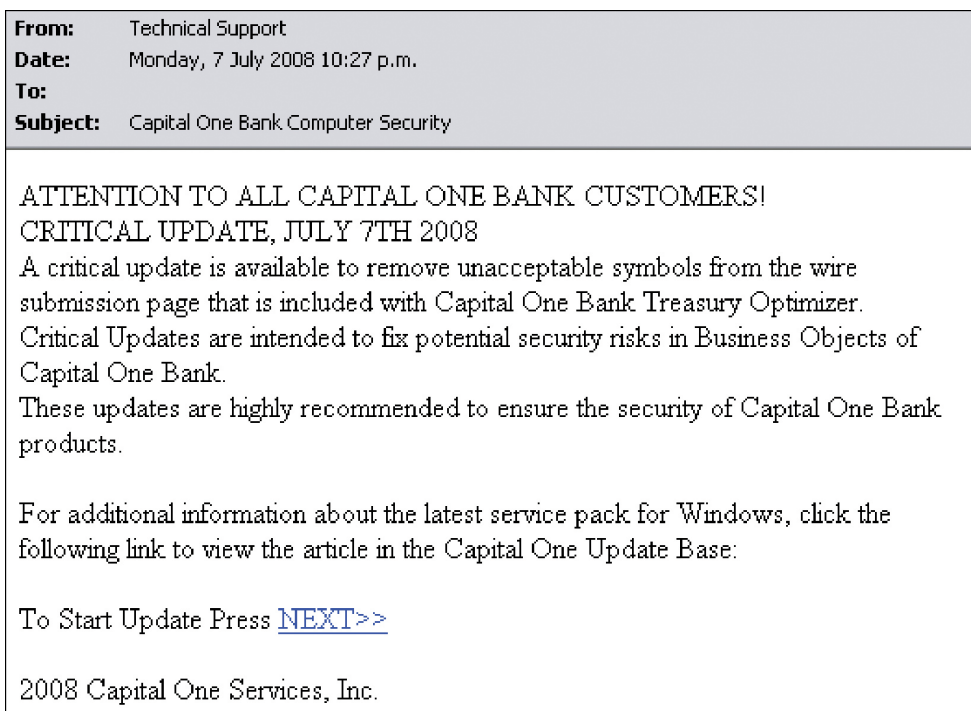 From: Technical Support
Date: Monday, 7 July 2008 10:27 p.m.
To:
Subject: Capital One Bank Computer Security
ATTENTION TO ALL CAPITAL ONE BANK CUSTOMERS!
CRITICAL UPDATE, JULY 7TH 2008
A critical update is available to remove unacceptable symbols from the wire
submission page that is included with Capital One Bank Treasury Optimizer.
Critical Updates are intended to fix potential security risks in Business Objects of
Capital One Bank.
These updates are highly recommended to ensure the security of Capital One Bank
products.
For additional information about the latest service pack for Windows, click the
following link to view the article in the Capital One Update Base:
To Start Update Press NEXT>>
2008 Capital One Services, Inc.